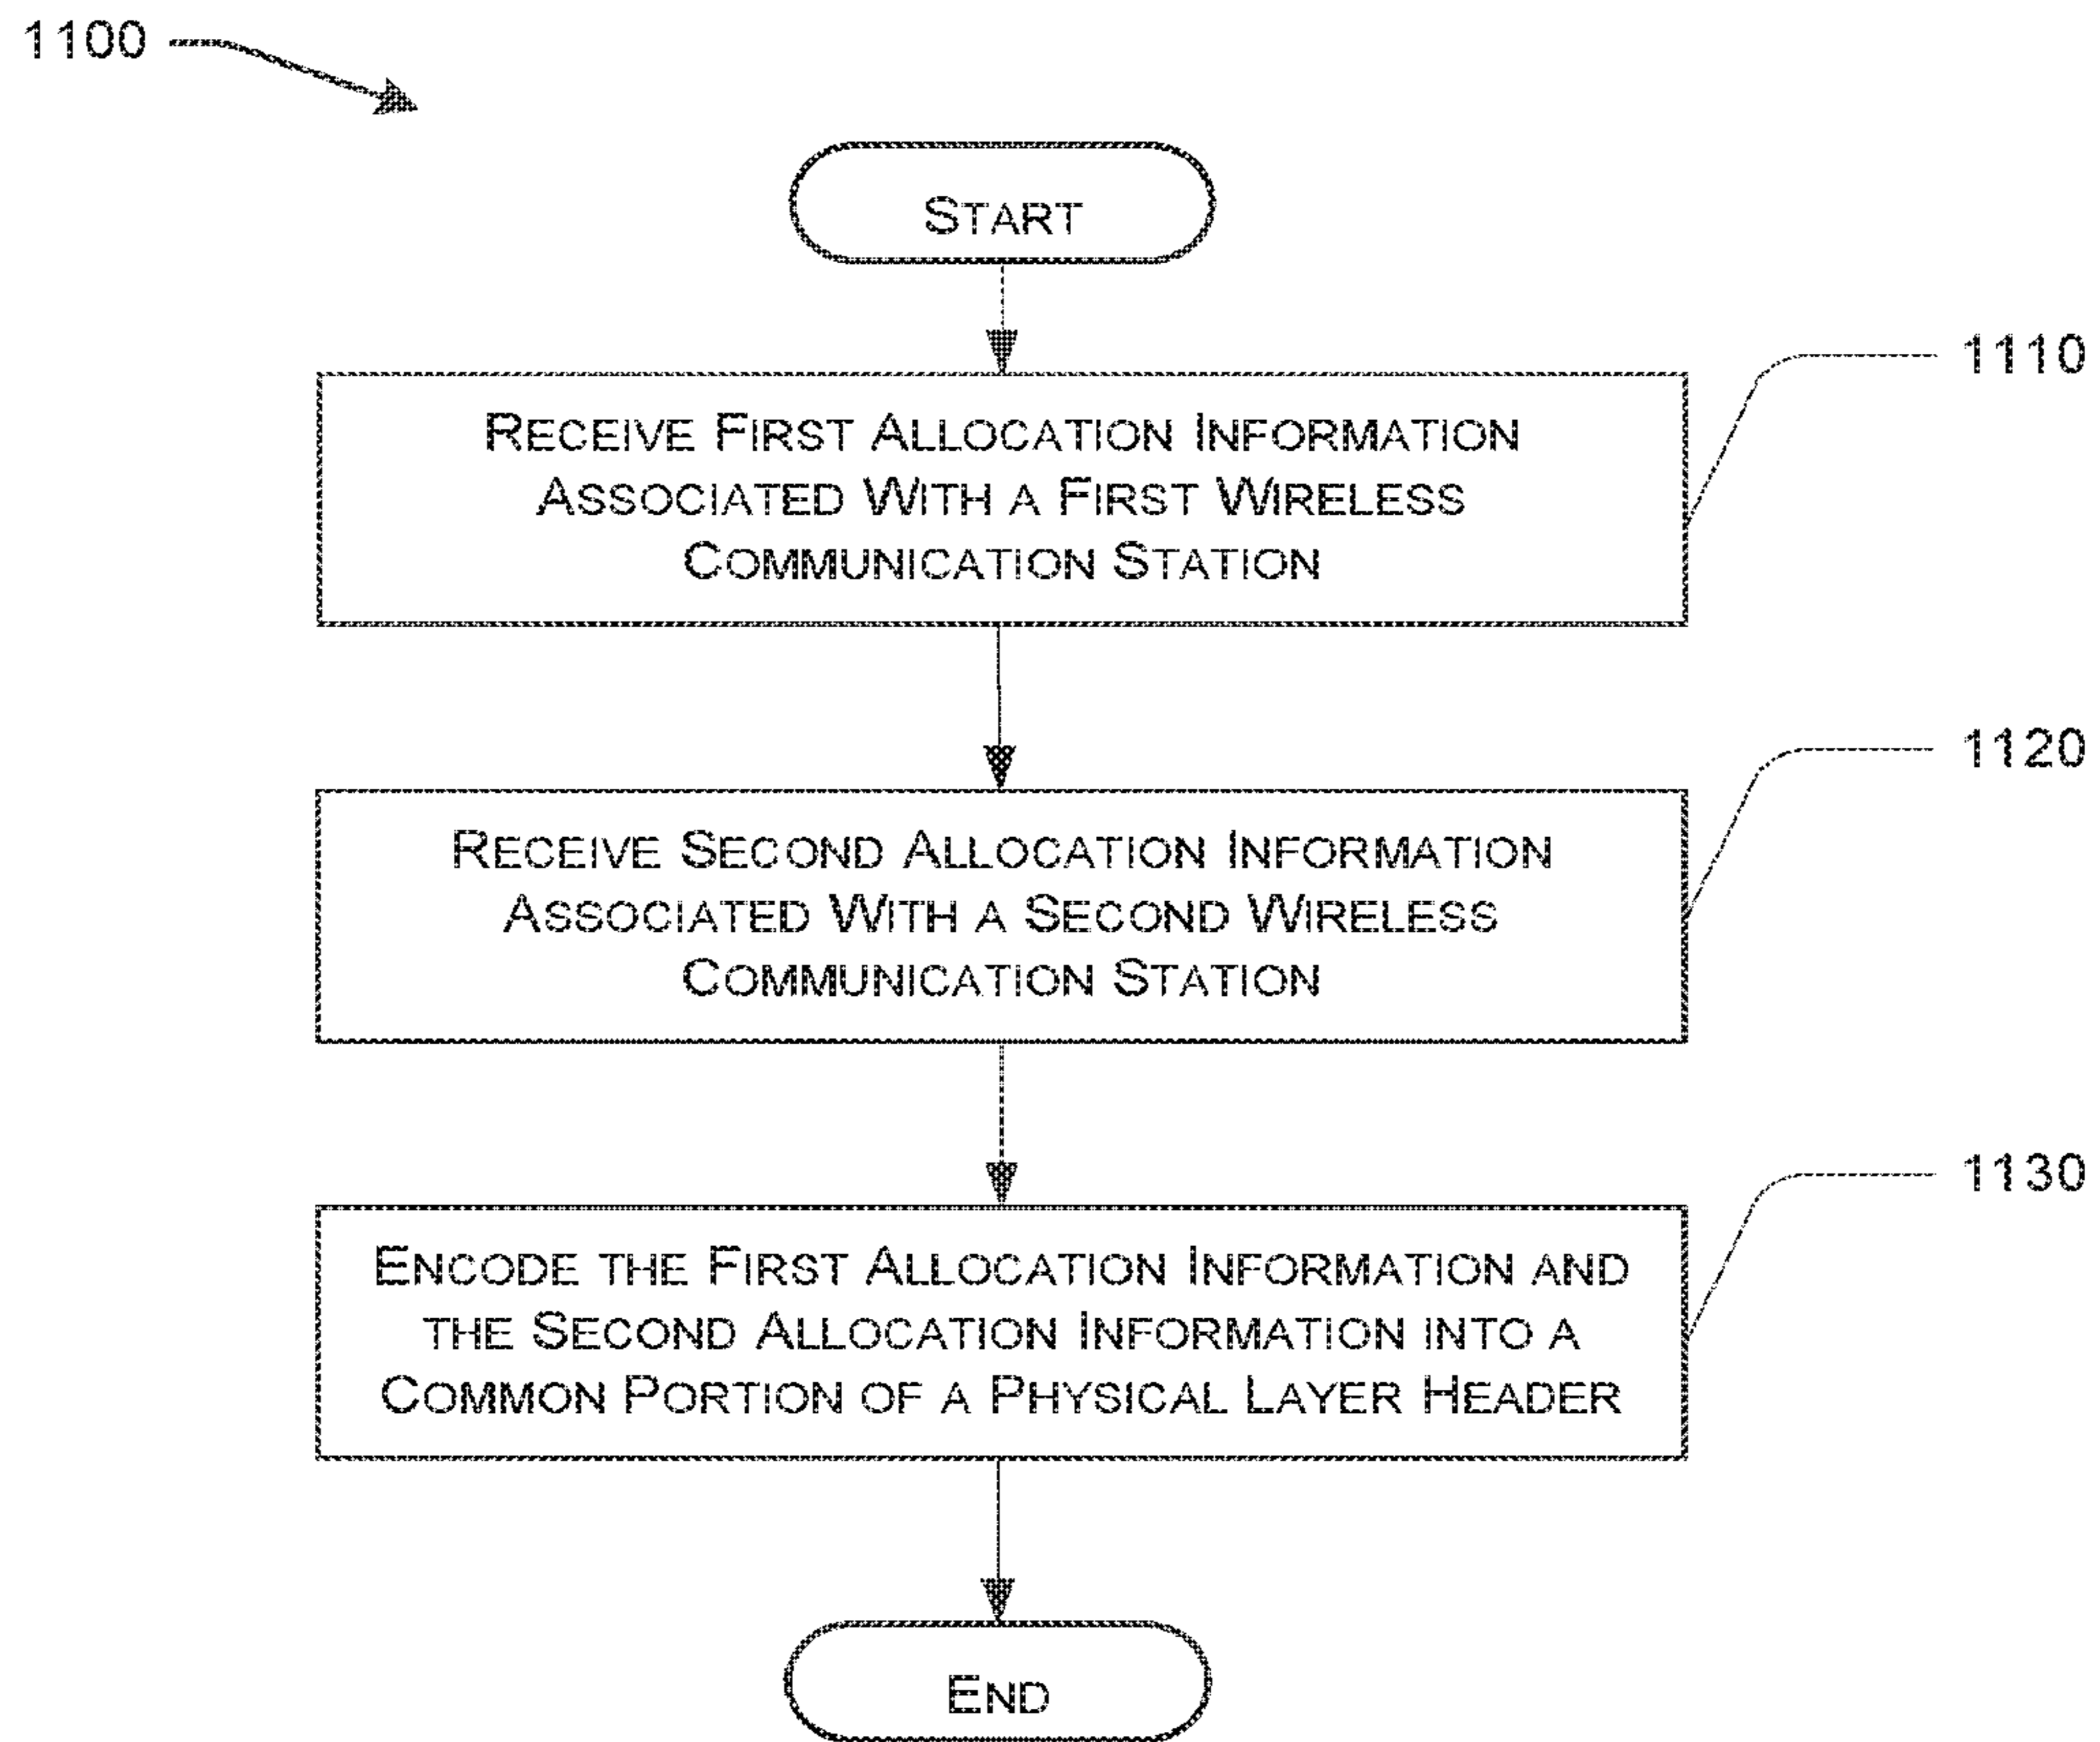 1100
START
RECEIVE FIRST ALLOCATION INFORMATION
ASSOCIATED WITH A FIRST WIRELESS
COMMUNICATION STATION
1110
RECEIVE SECOND ALLOCATION INFORMATION
ASSOCIATED WITH A SECOND WIRELESS
COMMUNICATION STATION
1120
ENCODE THE FIRST ALLOCATION INFORMATION AND
THE SECOND ALLOCATION INFORMATION INTO A
COMMON PORTION OF A PHYSICAL LAYER HEADER
1130
END